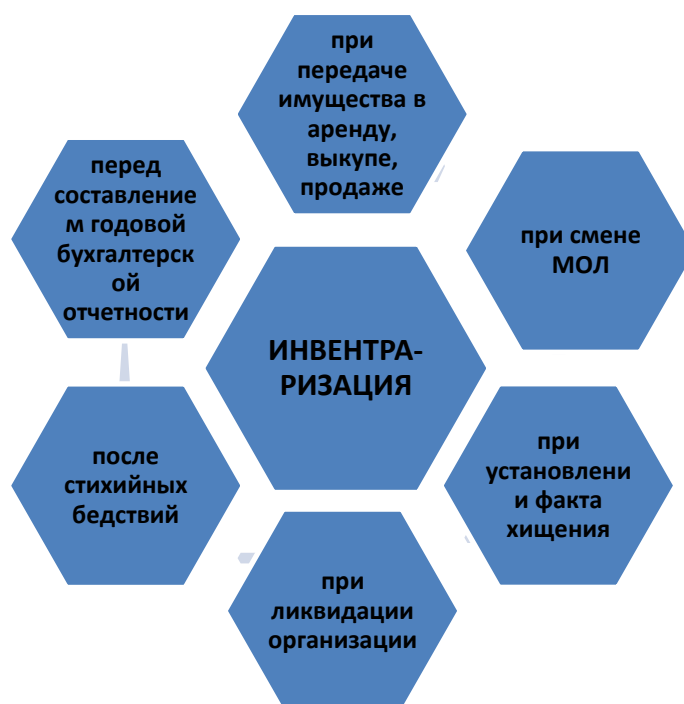 при
передаче
имущества в
аренду,
выкупе,
продаже
перед
составление
м годовой
бухгалтерск
ой
отчетности
при смене
МОЛ
ИНВЕНТРА-
РИЗАЦИЯ
после
стихийных
бедствий
при
установлени
и факта
хищения
при
ликвидации
организации